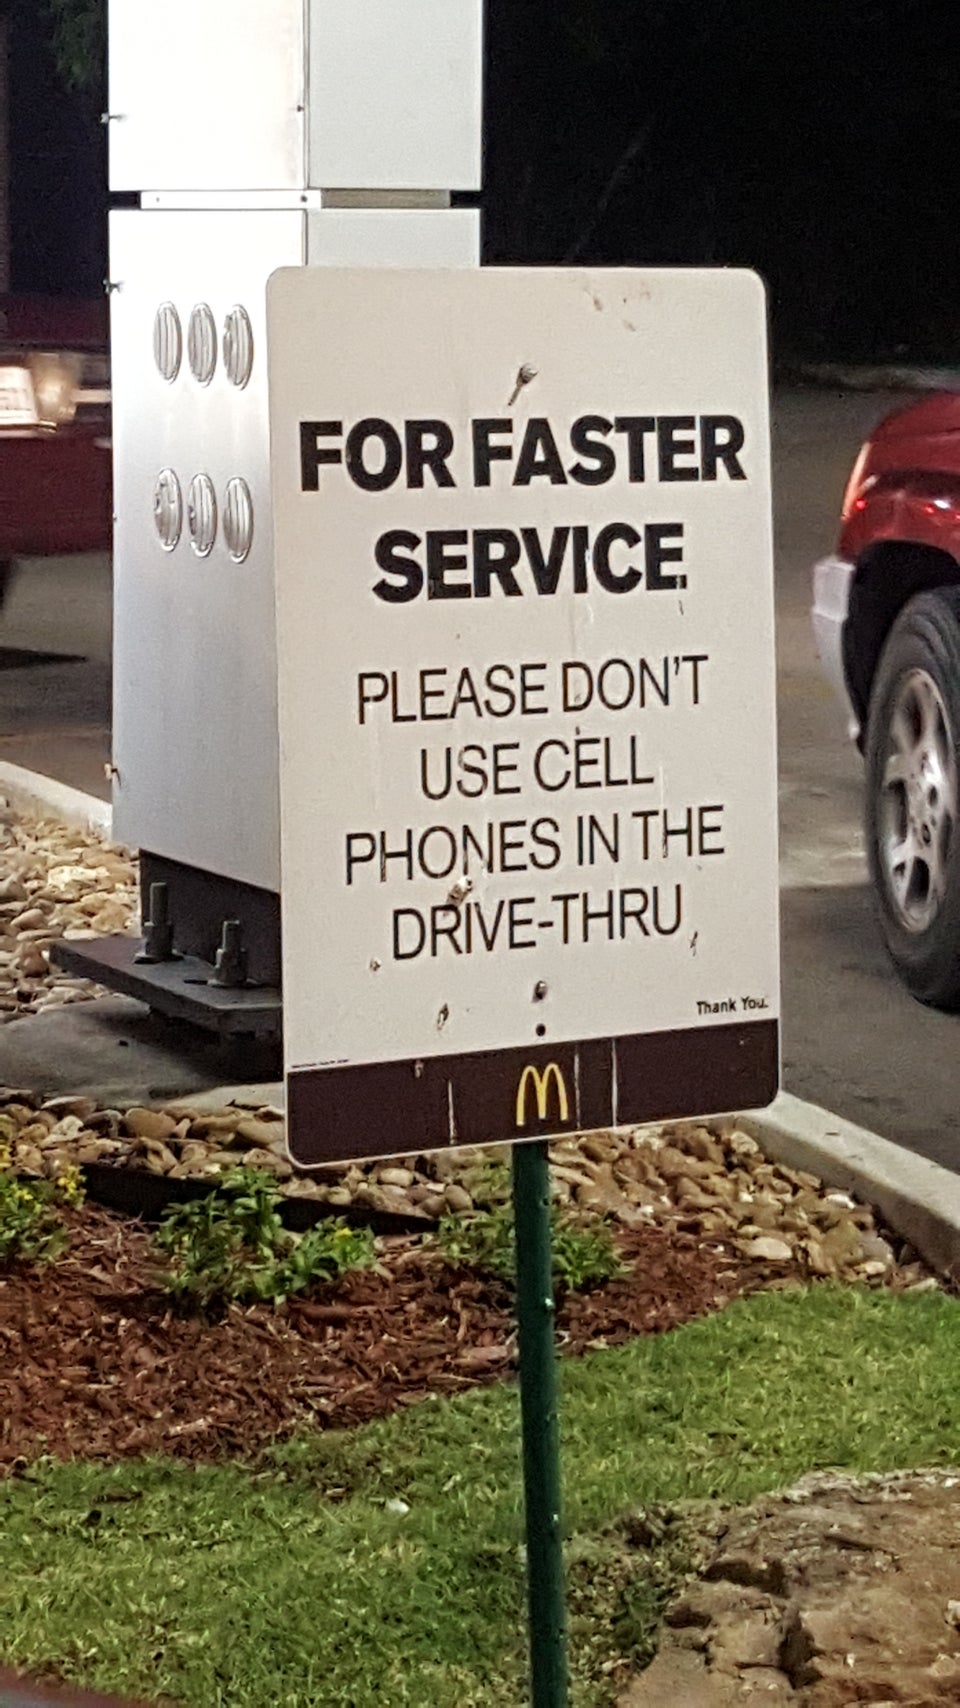 FOR FASTER
SERVICE
PLEASE DON'T
USE CELL
PHONES IN THE
DRIVE-THRU
Thank You.
M